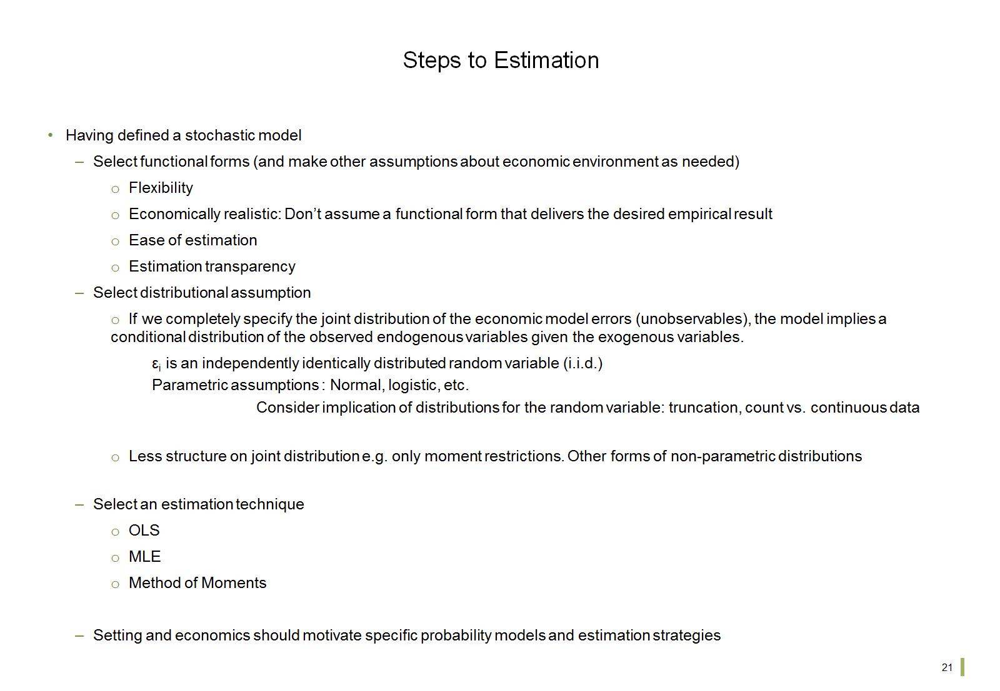 Steps to Estimation
• Having defined a stochastic model
– Select functional forms (and make other assumptions about economic environment as needed)
o Flexibility
o Economically realistic: Don’t assume a functional form that delivers the desired empirical result
o Ease of estimation
o Estimation transparency
– Select distributional assumption
o If we completely specify the joint distribution of the economic model errors (unobservables), the model implies a
conditional distribution of the observed endogenous variables given the exogenous variables.
εi is an independently identically distributed random variable (i.i.d.)
Parametric assumptions : Normal, logistic, etc.
Consider implication of distributions for the random variable: truncation, count vs. continuous data
o Less structure on joint distribution e.g. only moment restrictions. Other forms of non-parametric distributions
– Select an estimation technique
o OLS
o MLE
o Method of Moments
– Setting and economics should motivate specific probability models and estimation strategies
21